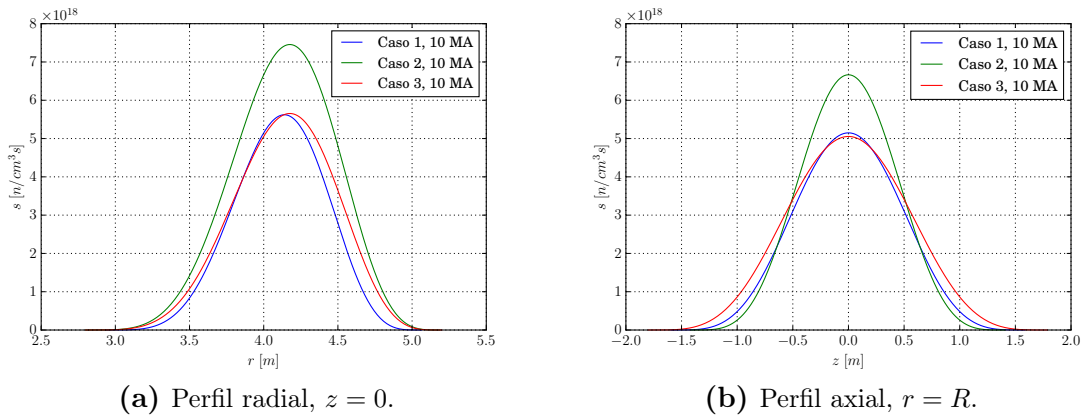 ×10^18
8
7
6
5
4
3
2
1
0
s [n/cm^3 s]
2.5 3.0 3.5 4.0 4.5 5.0 5.5
r [m]
Caso 1, 10 MA
Caso 2, 10 MA
Caso 3, 10 MA
(a) Perfil radial, z = 0.
×10^18
8
7
6
5
4
3
2
1
0
s [n/cm^3 s]
−2.0 −1.5 −1.0 −0.5 0.0 0.5 1.0 1.5 2.0
z [m]
Caso 1, 10 MA
Caso 2, 10 MA
Caso 3, 10 MA
(b) Perfil axial, r = R.